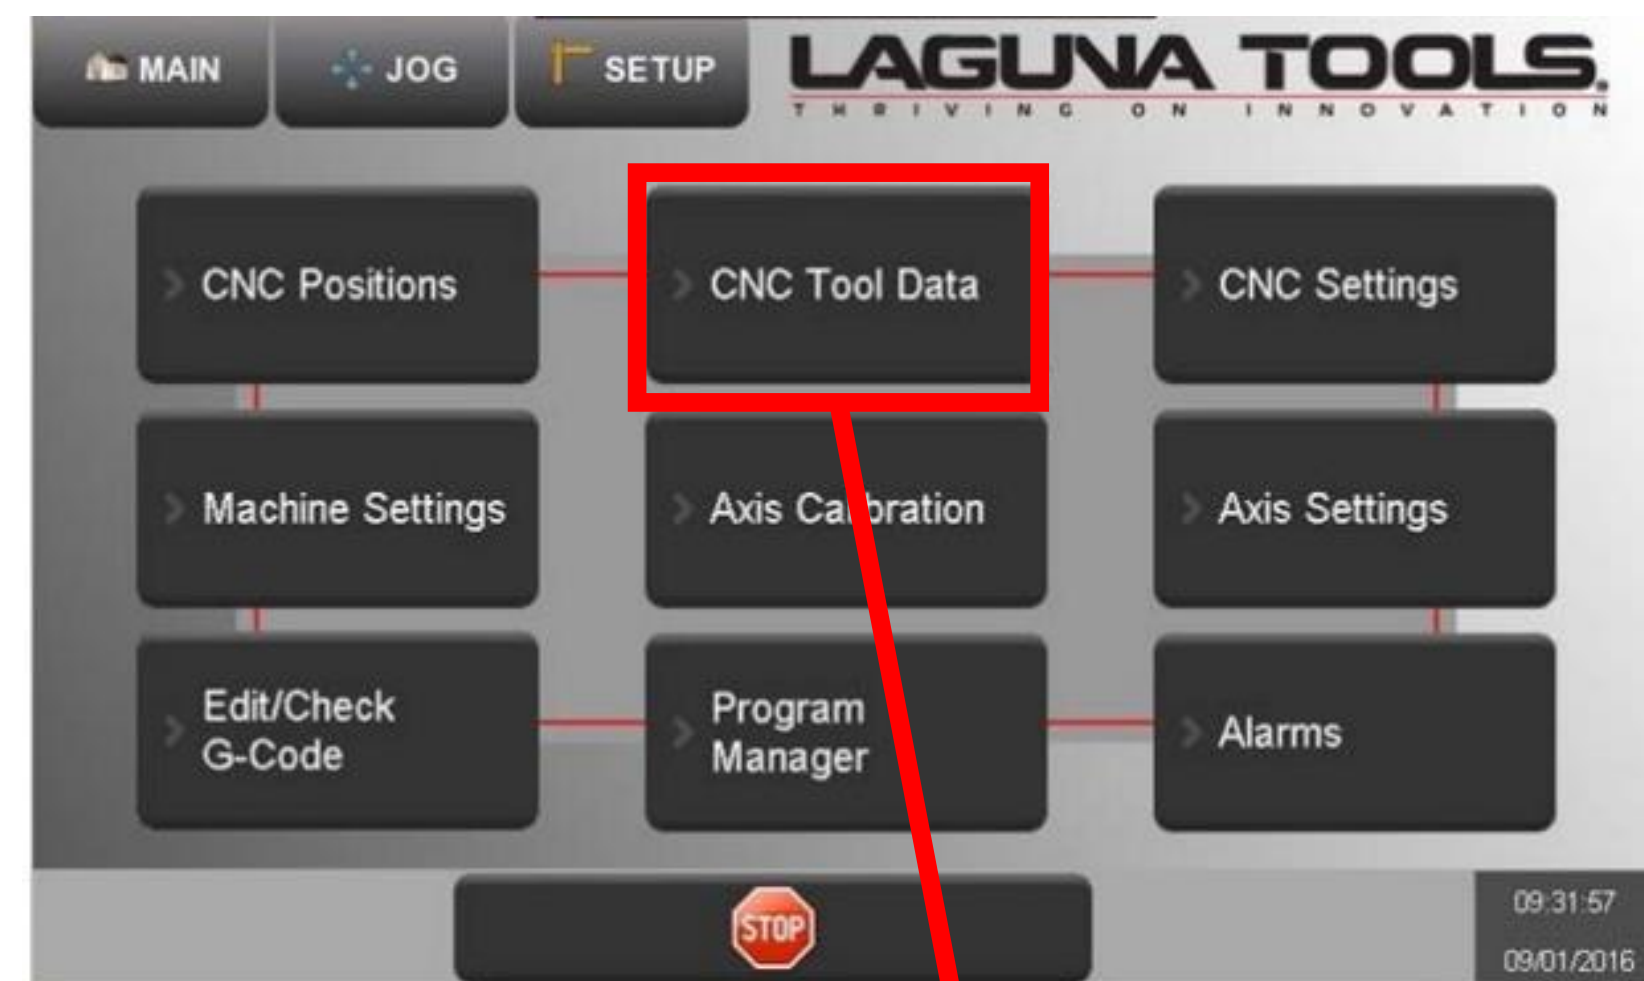 MAIN JOG SETUP LAGUNA TOOLS®
THRIVING ON INNOVATION
CNC Positions CNC Tool Data CNC Settings
Machine Settings Axis Calibration Axis Settings
Edit/Check
G-Code
Program
Manager
Alarms
STOP
09:31:57
09/01/2016